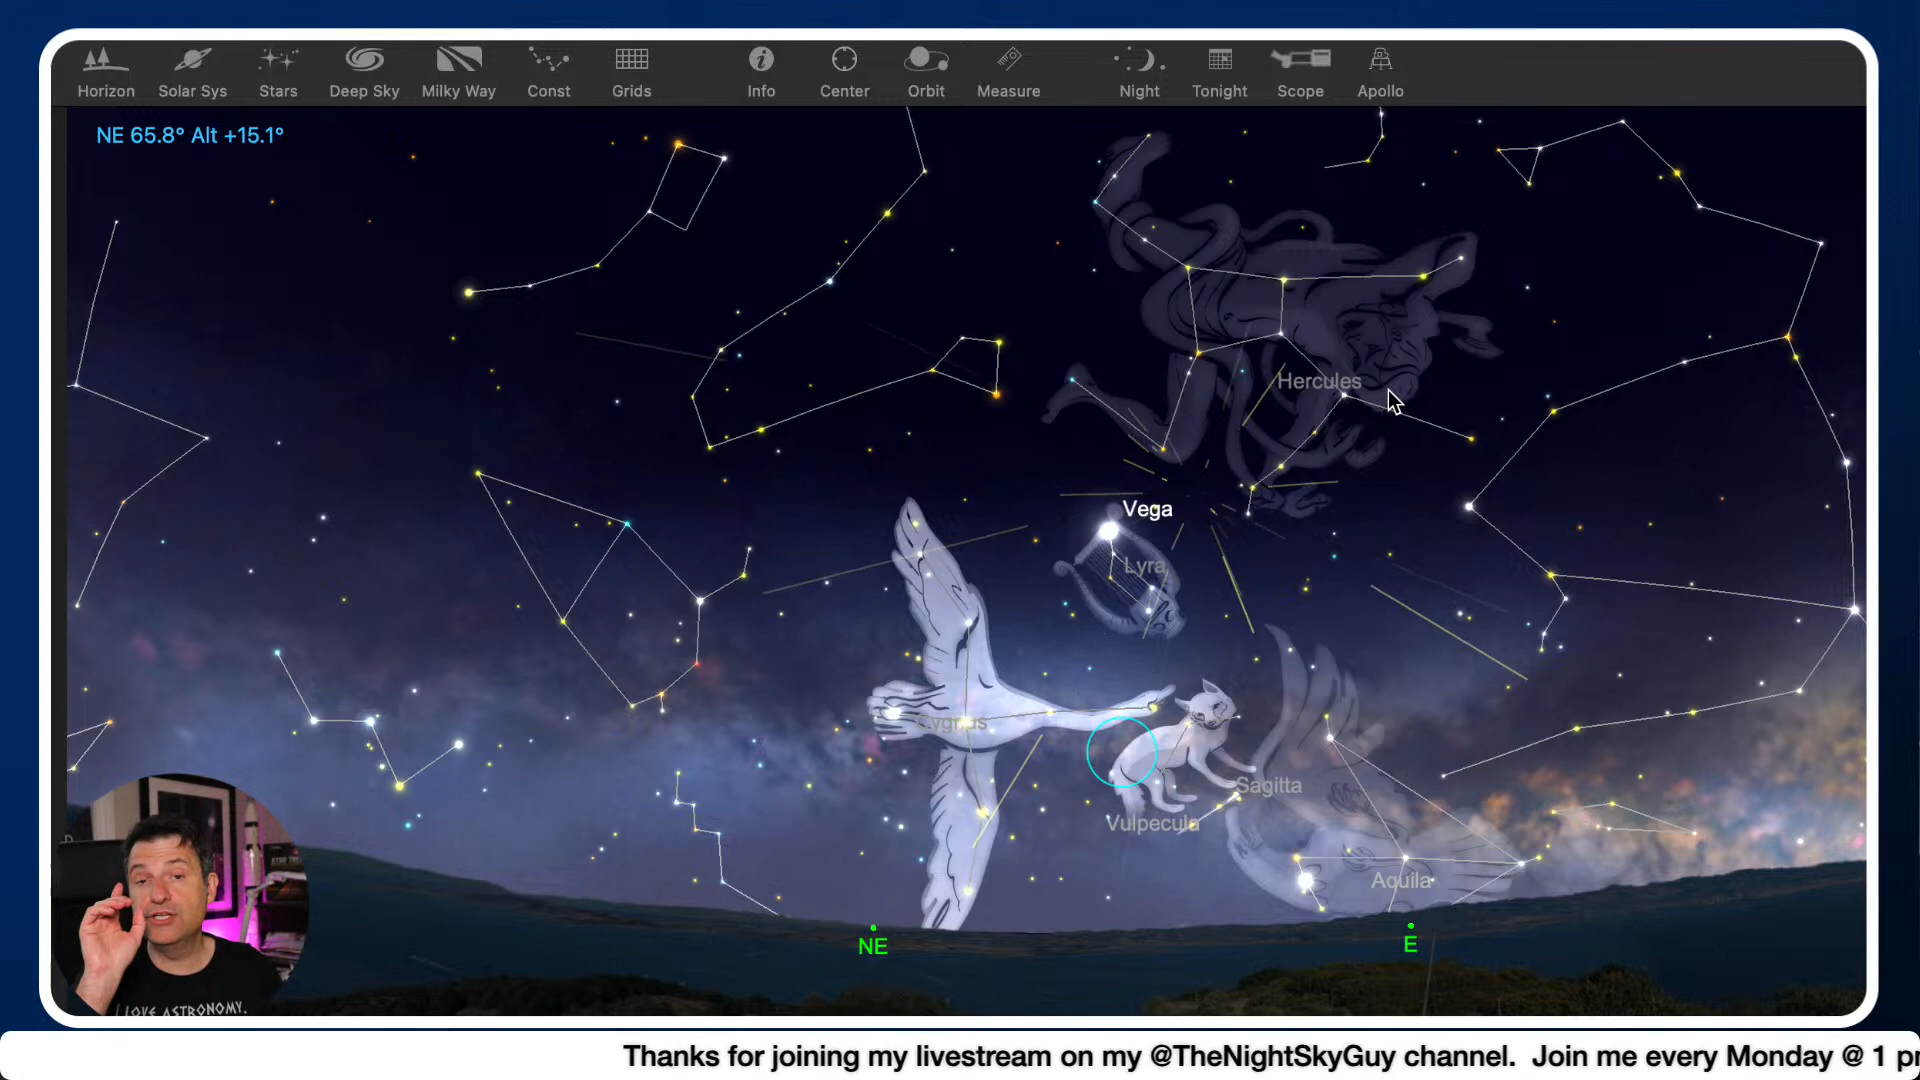 Horizon Solar Sys Stars Deep Sky Milky Way Const Grids Info Center Orbit Measure Night Tonight Scope Apollo
NE 65.8° Alt +15.1°
Hercules
Vega
Lyra
Cygnus
Sagitta
Vulpecula
Aquila
NE
E
I LOVE ASTRONOMY.
Thanks for joining my livestream on my @TheNightSkyGuy channel. Join me every Monday @ 1 pr